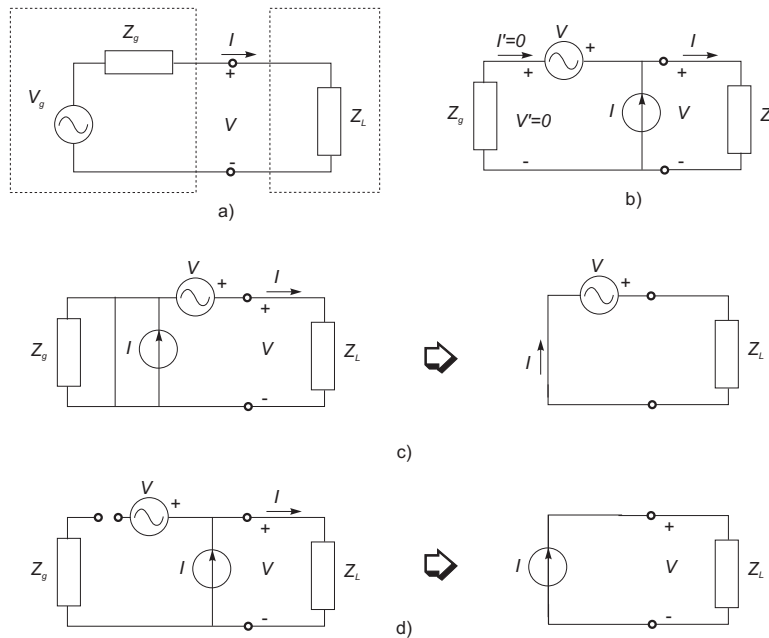 Z_g
I
V_g
+
V
Z_L
-
a)
V
I'=0
+
I
+
+
Z_g
V'=0
I
V
Z
-
-
b)
V
+
I
+
Z_g
I
V
Z_L
-
V
+
I
Z_L
c)
V
+
I
+
Z_g
I
V
Z_L
-
+
I
V
Z_L
-
d)